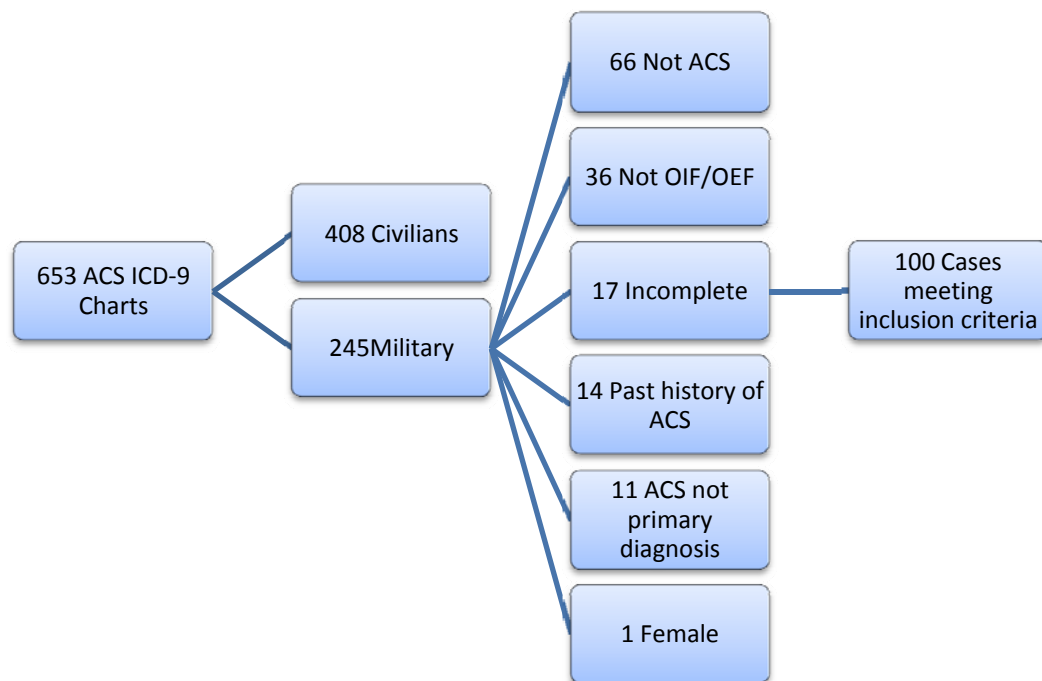 653 ACS ICD-9
Charts
408 Civilians
245Military
66 Not ACS
36 Not OIF/OEF
17 Incomplete
14 Past history of
ACS
11 ACS not
primary
diagnosis
1 Female
100 Cases
meeting
inclusion criteria